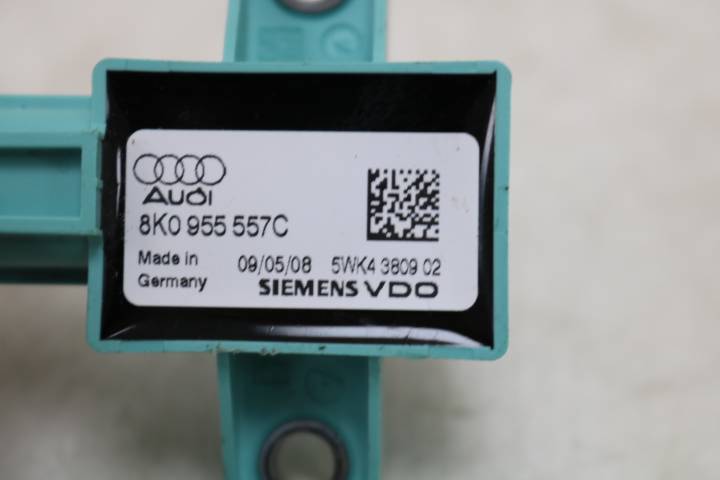 Audi
8K0 955 557C
Made in
Germany
09/05/08 5WK4 3809 02
SIEMENS VDO